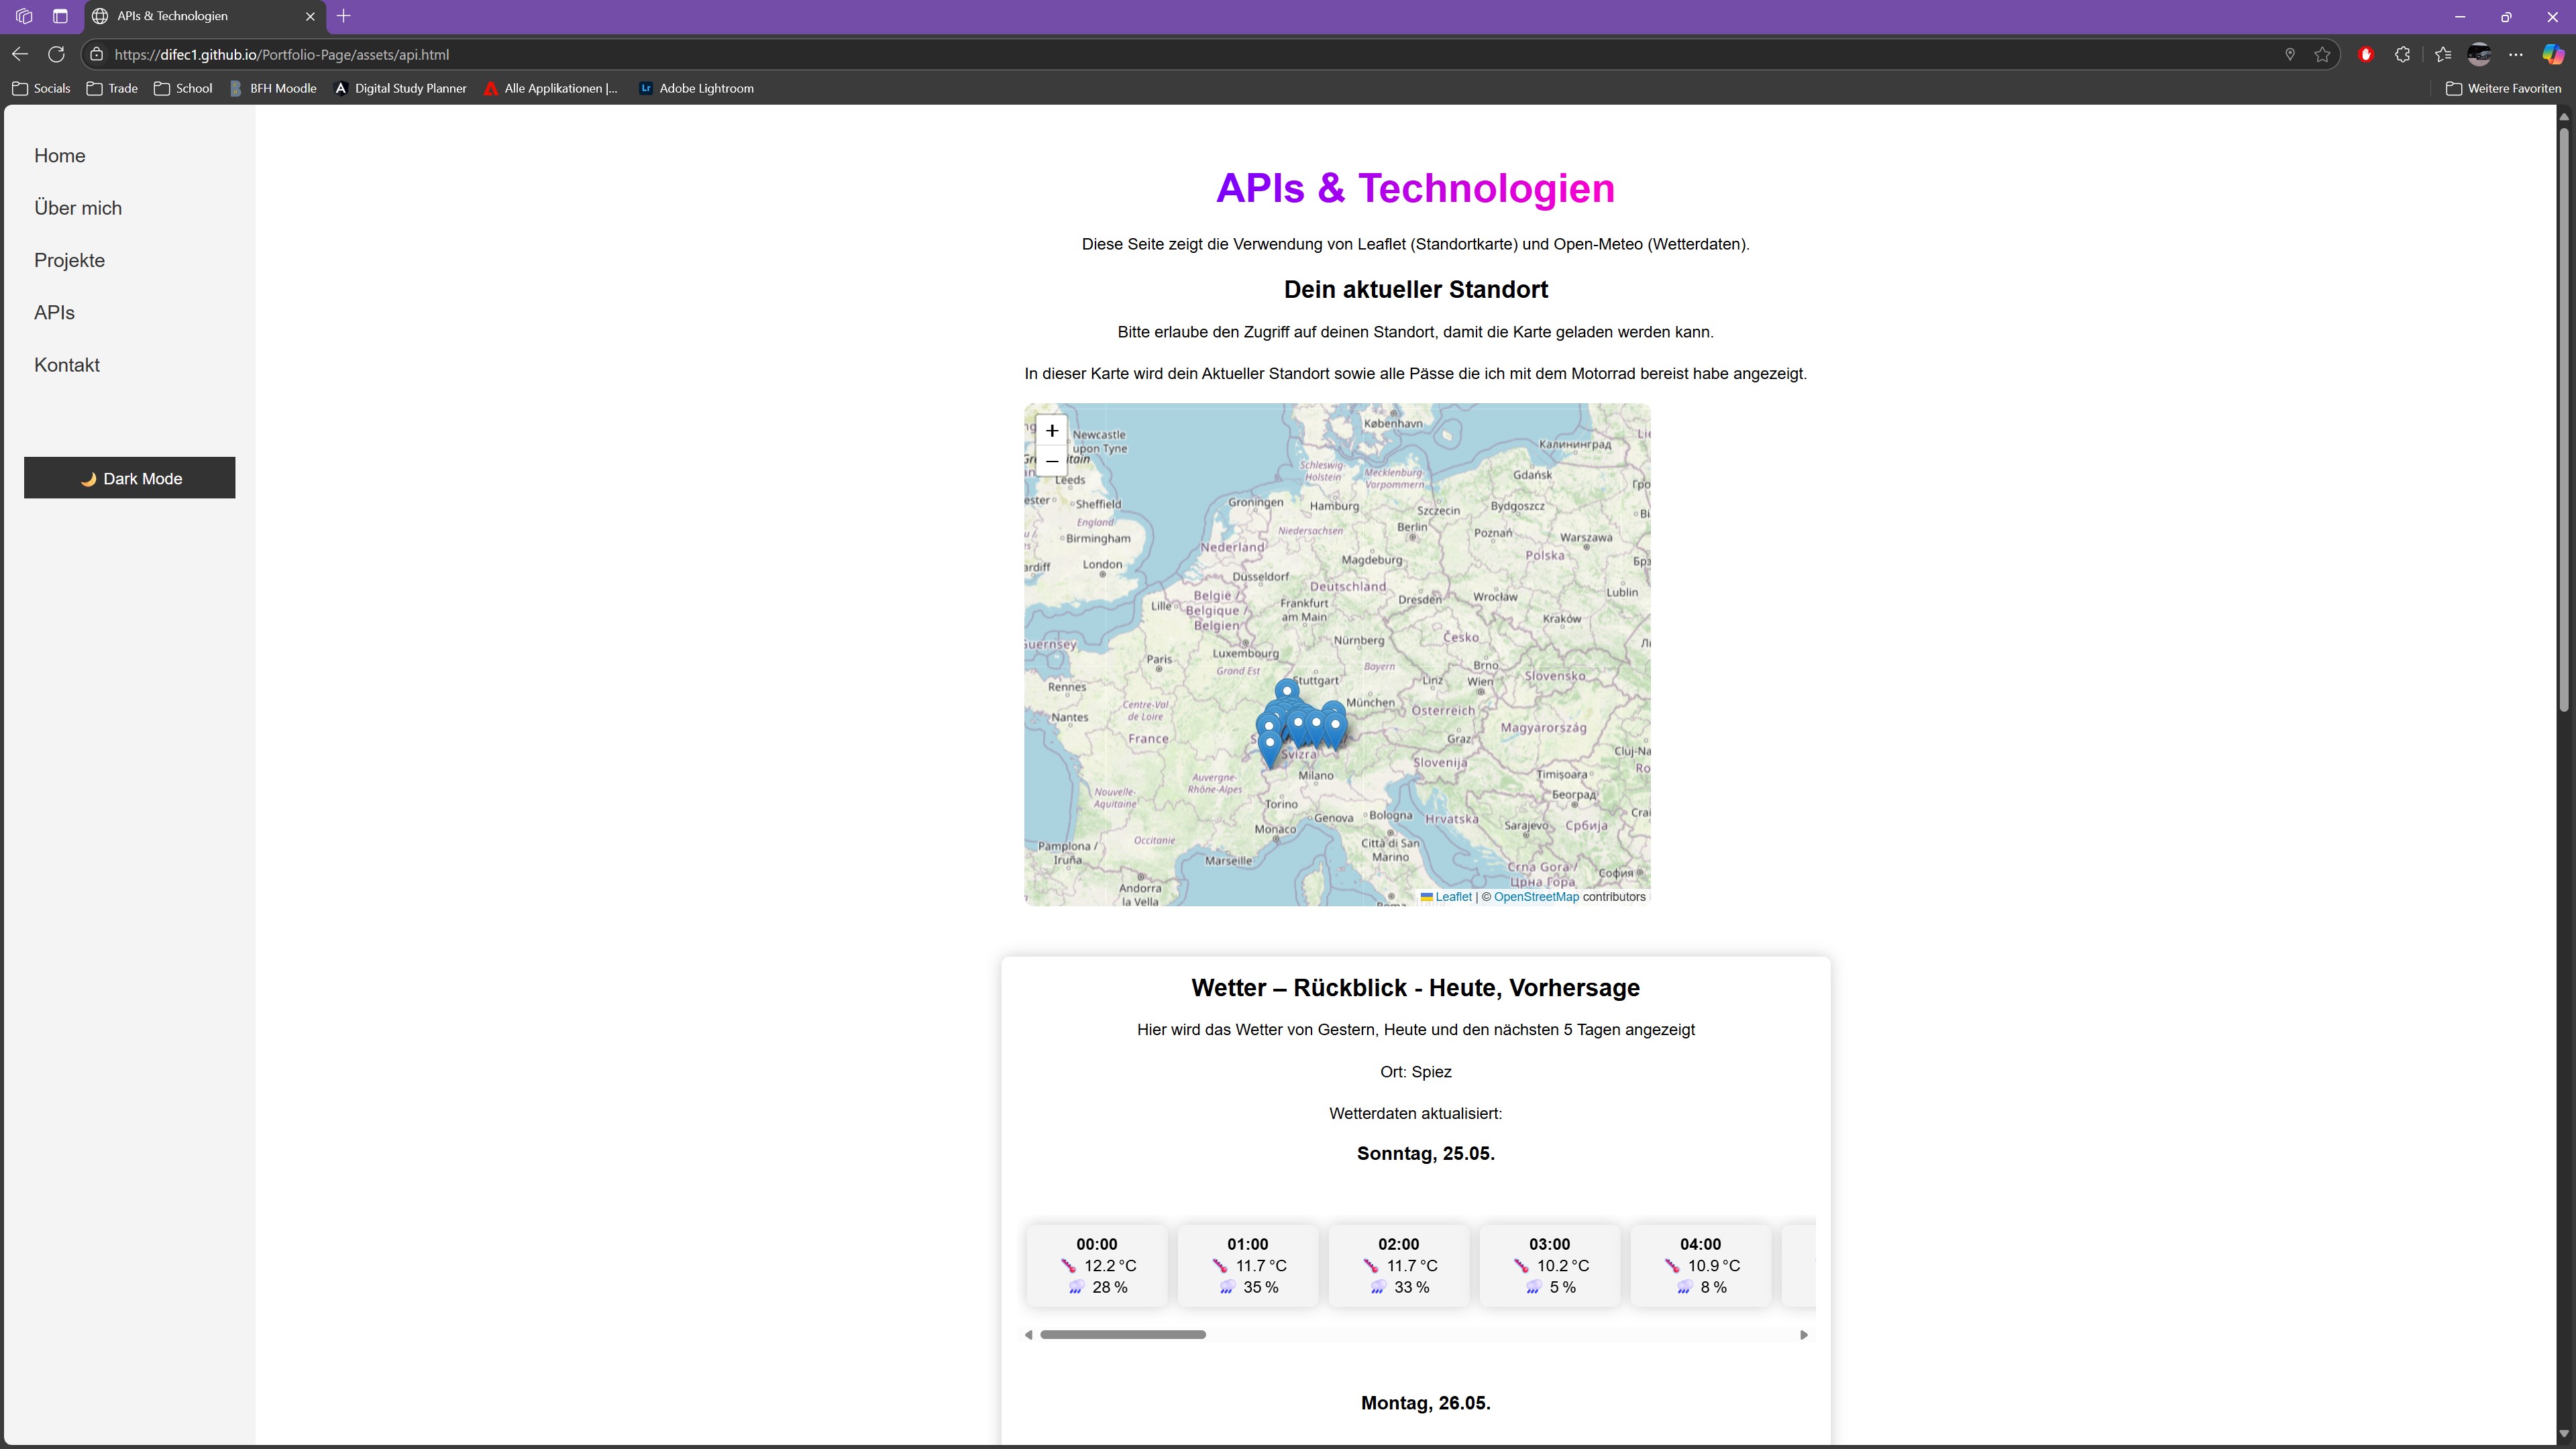 APIs & Technologien
https://difec1.github.io/Portfolio-Page/assets/api.html
Socials
Trade
School
BFH Moodle
Digital Study Planner
Alle Applikationen |...
Lr
Adobe Lightroom
Weitere Favoriten
Home
Über mich
Projekte
APIs
Kontakt
🌙 Dark Mode
APIs & Technologien
Diese Seite zeigt die Verwendung von Leaflet (Standortkarte) und Open-Meteo (Wetterdaten).
Dein aktueller Standort
Bitte erlaube den Zugriff auf deinen Standort, damit die Karte geladen werden kann.
In dieser Karte wird dein Aktueller Standort sowie alle Pässe die ich mit dem Motorrad bereist habe angezeigt.
+
−
København
Newcastle
upon Tyne
Калининград
Schleswig-
Holstein
Mecklenburg-
Vorpommern
Gdańsk
Leeds
Groningen
Hamburg
Szczecin
Bydgoszcz
Sheffield
England
Niedersachsen
Berlin
Birmingham
Poznań
Warszawa
Nederland
Polska
Magdeburg
London
Düsseldorf
Deutschland
België /
Belgique /
Belgien
Lille
Frankfurt
am Main
Dresden
Wrocław
Lublin
Kraków
Nürnberg
Česko
Guernsey
Luxembourg
Paris
Grand Est
Bayern
Brno
Slovensko
Stuttgart
Linz
Wien
Rennes
München
Österreich
Centre-Val
de Loire
Nantes
Magyarország
France
Graz
Svizra
Slovenija
Milano
Timișoara
Auvergne-
Rhône-Alpes
Nouvelle-
Aquitaine
Београд
Torino
Genova
Bologna
Hrvatska
Sarajevo
Србија
Monaco
Occitanie
Città di San
Marino
Pamplona /
Iruña
Marseille
Crna Gora /
Црна Гора
София
Andorra
la Vella
Leaflet | © OpenStreetMap contributors
Wetter – Rückblick - Heute, Vorhersage
Hier wird das Wetter von Gestern, Heute und den nächsten 5 Tagen angezeigt
Ort: Spiez
Wetterdaten aktualisiert:
Sonntag, 25.05.
00:00
🌡️ 12.2 °C
🌧️ 28 %
01:00
🌡️ 11.7 °C
🌧️ 35 %
02:00
🌡️ 11.7 °C
🌧️ 33 %
03:00
🌡️ 10.2 °C
🌧️ 5 %
04:00
🌡️ 10.9 °C
🌧️ 8 %
Montag, 26.05.